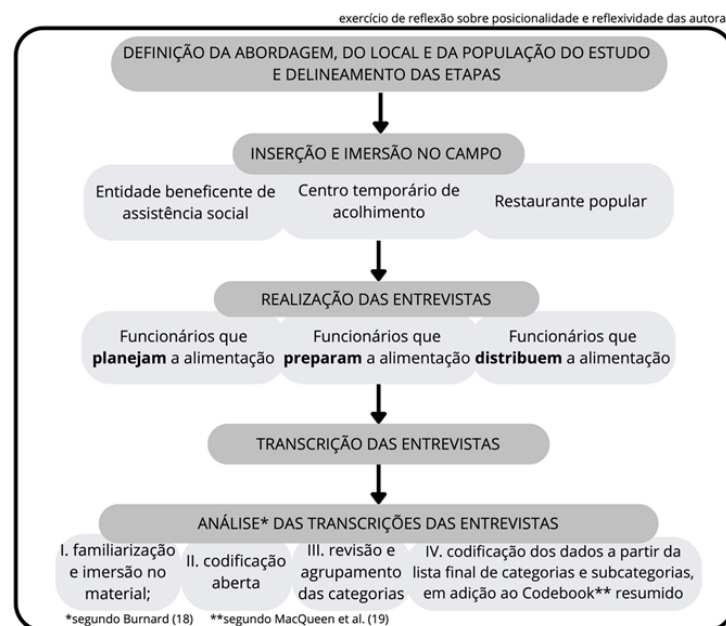 exercício de reflexão sobre posicionalidade e reflexividade das autora
DEFINIÇÃO DA ABORDAGEM, DO LOCAL E DA POPULAÇÃO DO ESTUDO
E DELINEAMENTO DAS ETAPAS
INSERÇÃO E IMERSÃO NO CAMPO
Entidade beneficente de
assistência social
Centro temporário de
acolhimento
Restaurante popular
REALIZAÇÃO DAS ENTREVISTAS
Funcionários que
planejam a alimentação
Funcionários que
preparam a alimentação
Funcionários que
distribuem a alimentação
TRANSCRIÇÃO DAS ENTREVISTAS
ANÁLISE* DAS TRANSCRIÇÕES DAS ENTREVISTAS
I. familiarização
e imersão no
material;
II. codificação
aberta
III. revisão e
agrupamento
das categorias
IV. codificação dos dados a partir da
lista final de categorias e subcategorias,
em adição ao Codebook** resumido
*segundo Burnard (18) **segundo MacQueen et al. (19)